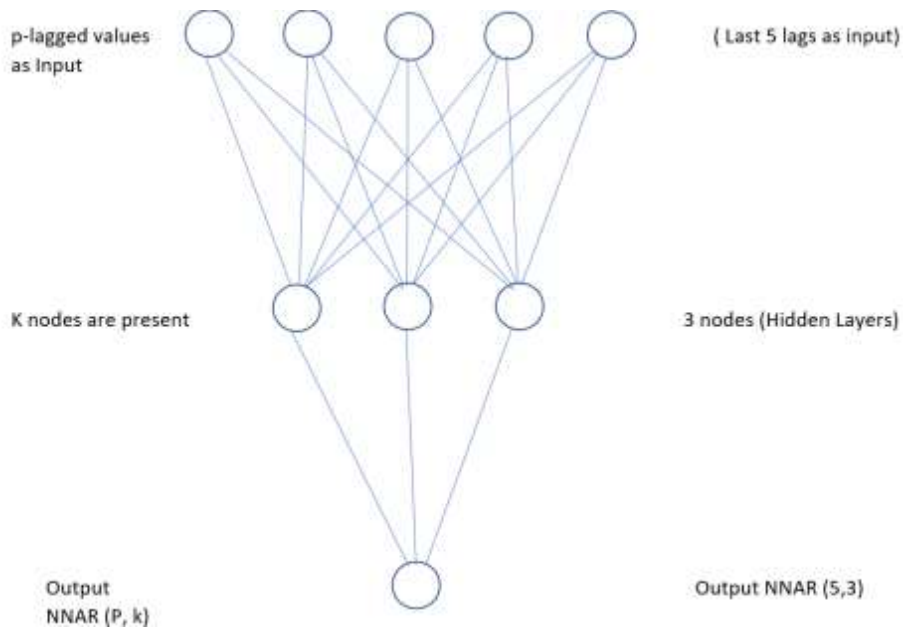 p-lagged values
as Input
( Last 5 lags as input)
K nodes are present
3 nodes (Hidden Layers)
Output
NNAR (P, k)
Output NNAR (5,3)